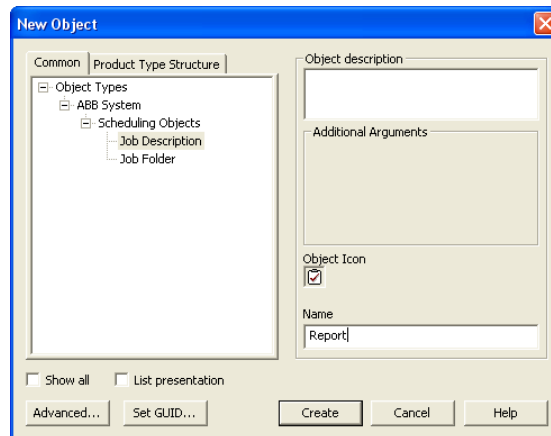 New Object
Common
Product Type Structure
Object Types
ABB System
Scheduling Objects
Job Description
Job Folder
Object description
Additional Arguments
Object Icon
Name
Report
Show all
List presentation
Advanced...
Set GUID...
Create
Cancel
Help